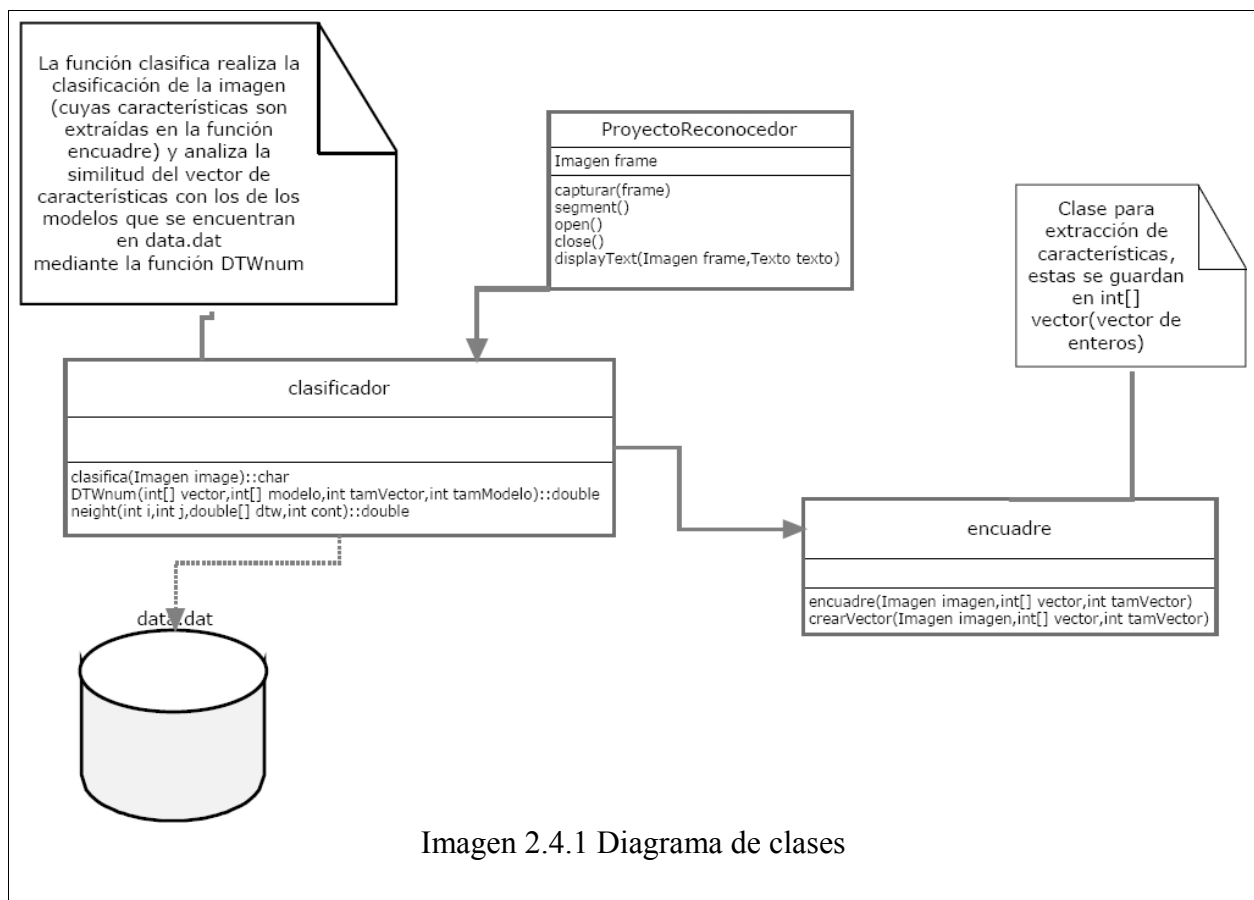 La función clasifica realiza la
clasificación de la imagen
(cuyas características son
extraídas en la función
encuadre) y analiza la
similitud del vector de
características con los de los
modelos que se encuentran
en data.dat
mediante la función DTWnum
ProyectoReconocedor
Imagen frame
capturar(frame)
segment()
open()
close()
displayText(Imagen frame,Texto texto)
Clase para
extracción de
características,
estas se guardan
en int[]
vector(vector de
enteros)
clasificador
clasifica(Imagen image)::char
DTWnum(int[] vector,int[] modelo,int tamVector,int tamModelo)::double
neight(int i,int j,double[] dtw,int cont)::double
encuadre
encuadre(Imagen imagen,int[] vector,int tamVector)
crearVector(Imagen imagen,int[] vector,int tamVector)
data.dat
Imagen 2.4.1 Diagrama de clases